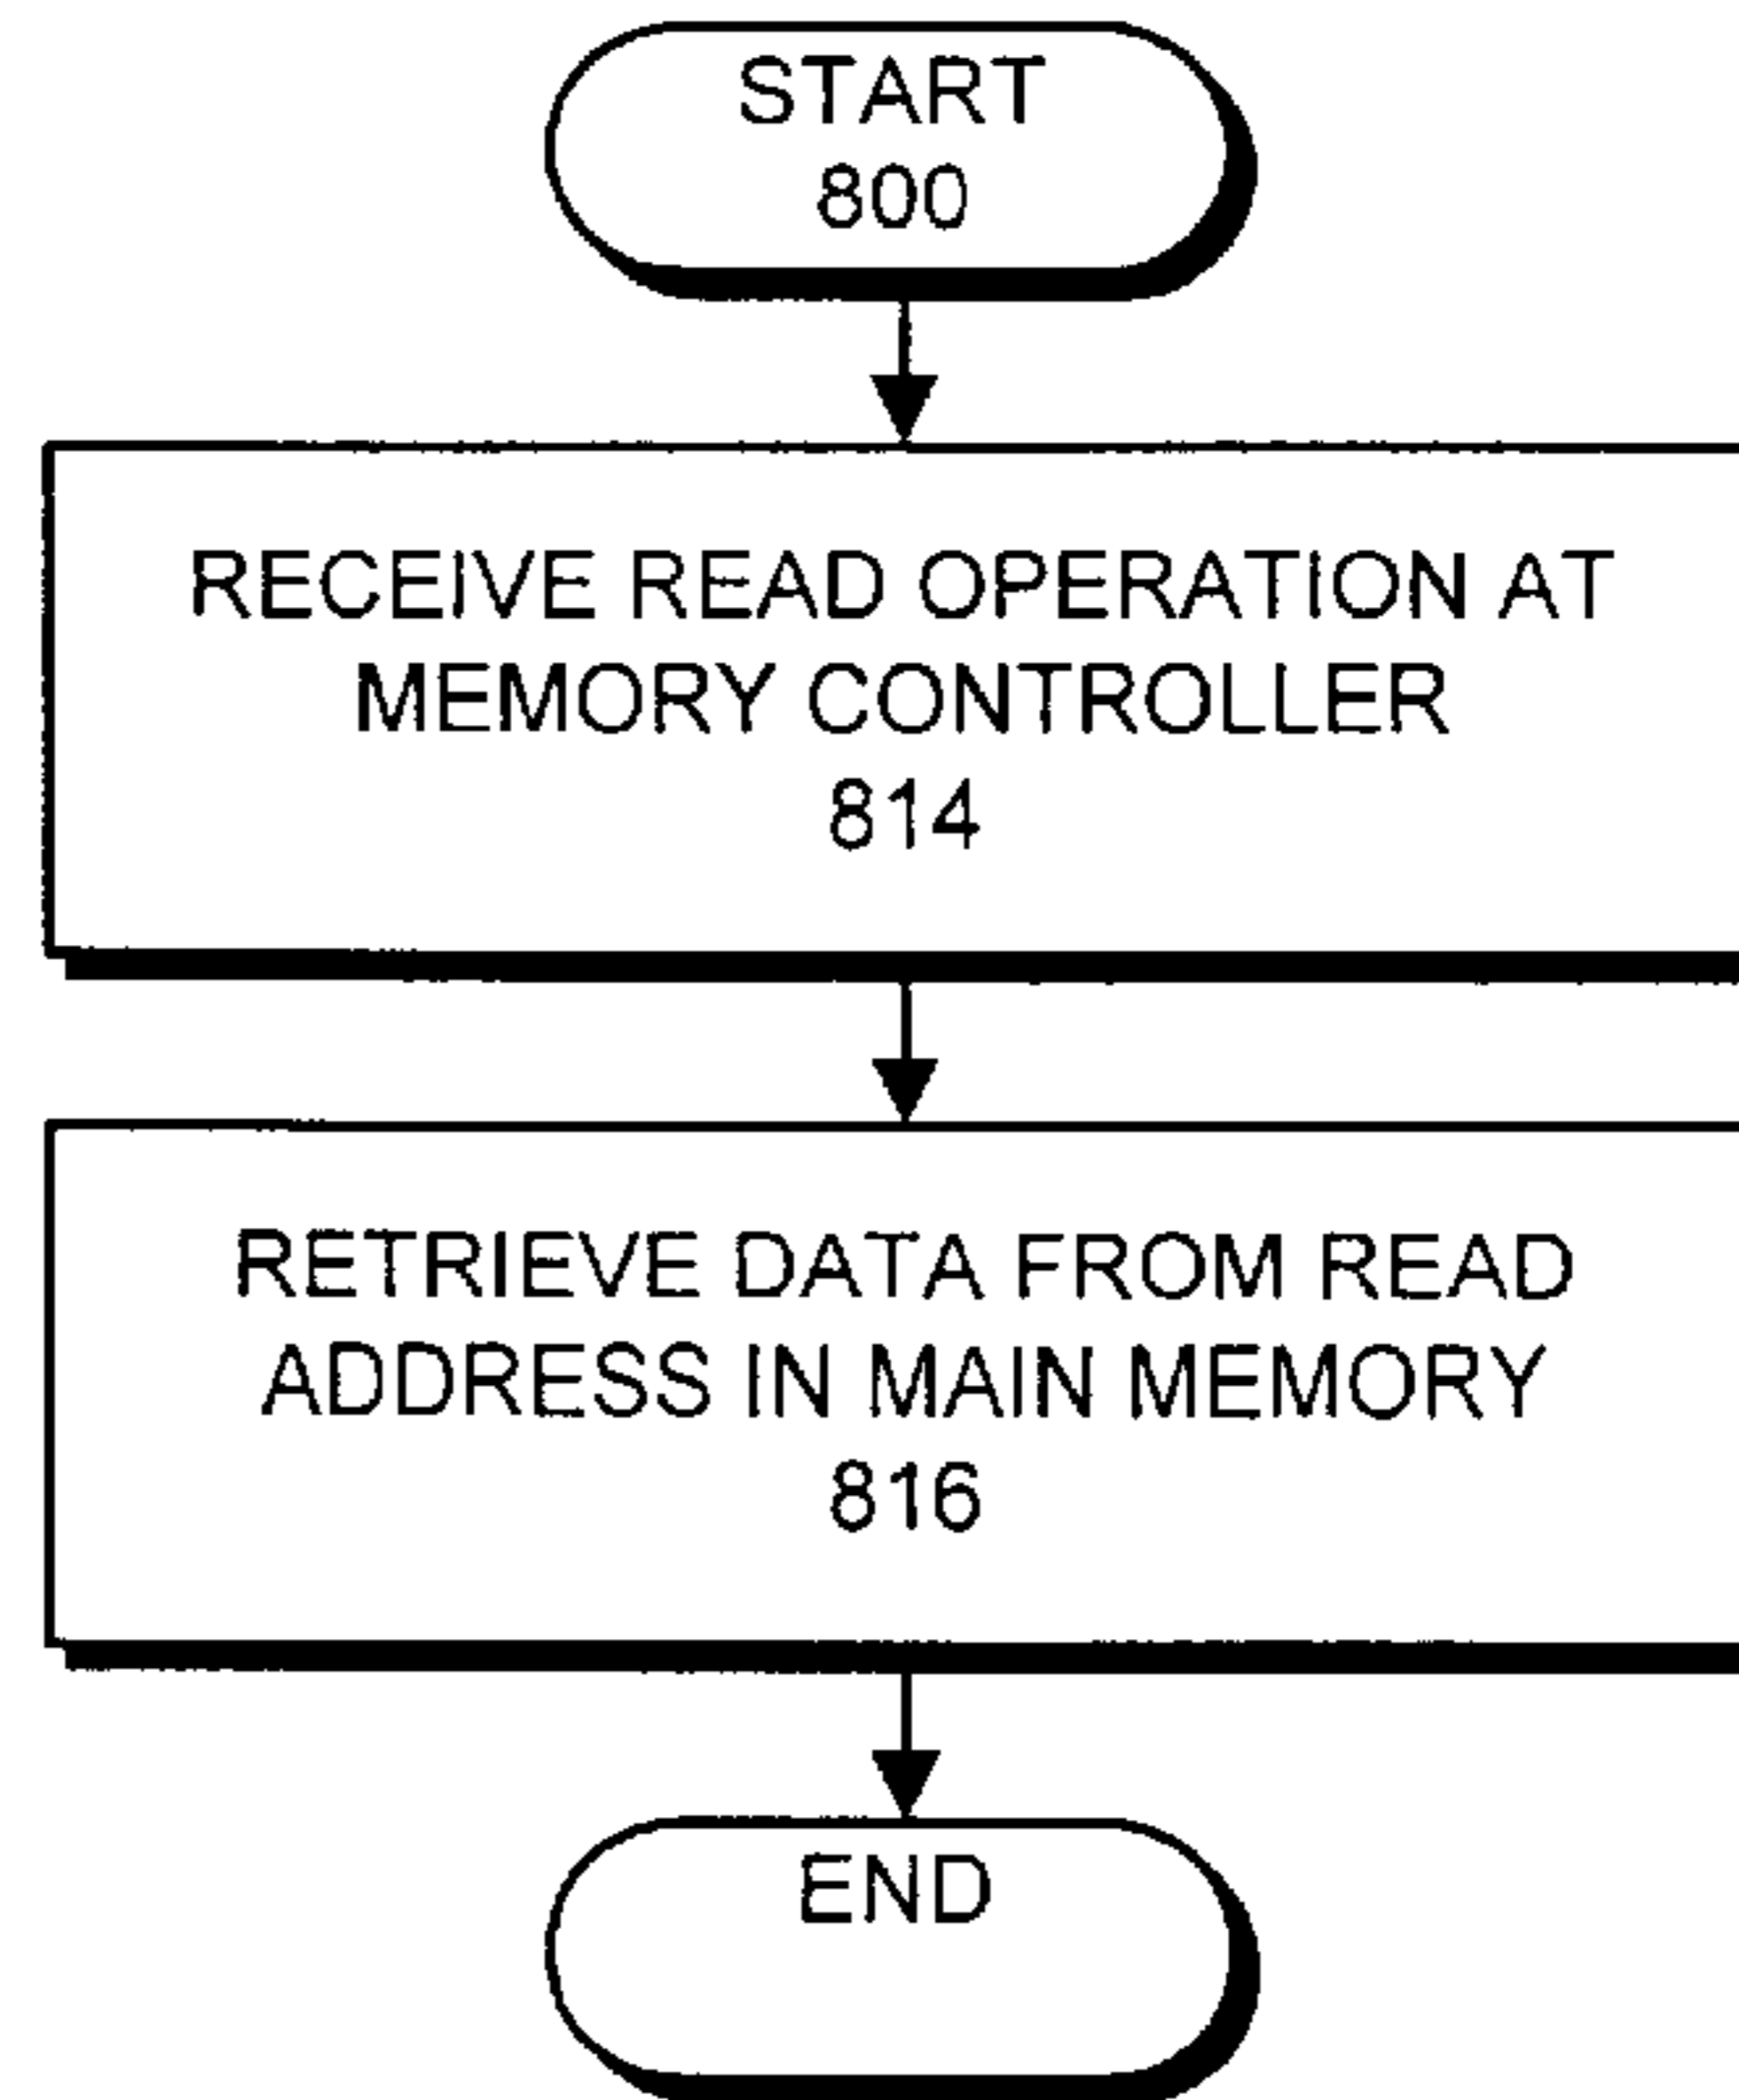 START
800
RECEIVE READ OPERATION AT
MEMORY CONTROLLER
814
RETRIEVE DATA FROM READ
ADDRESS IN MAIN MEMORY
816
END